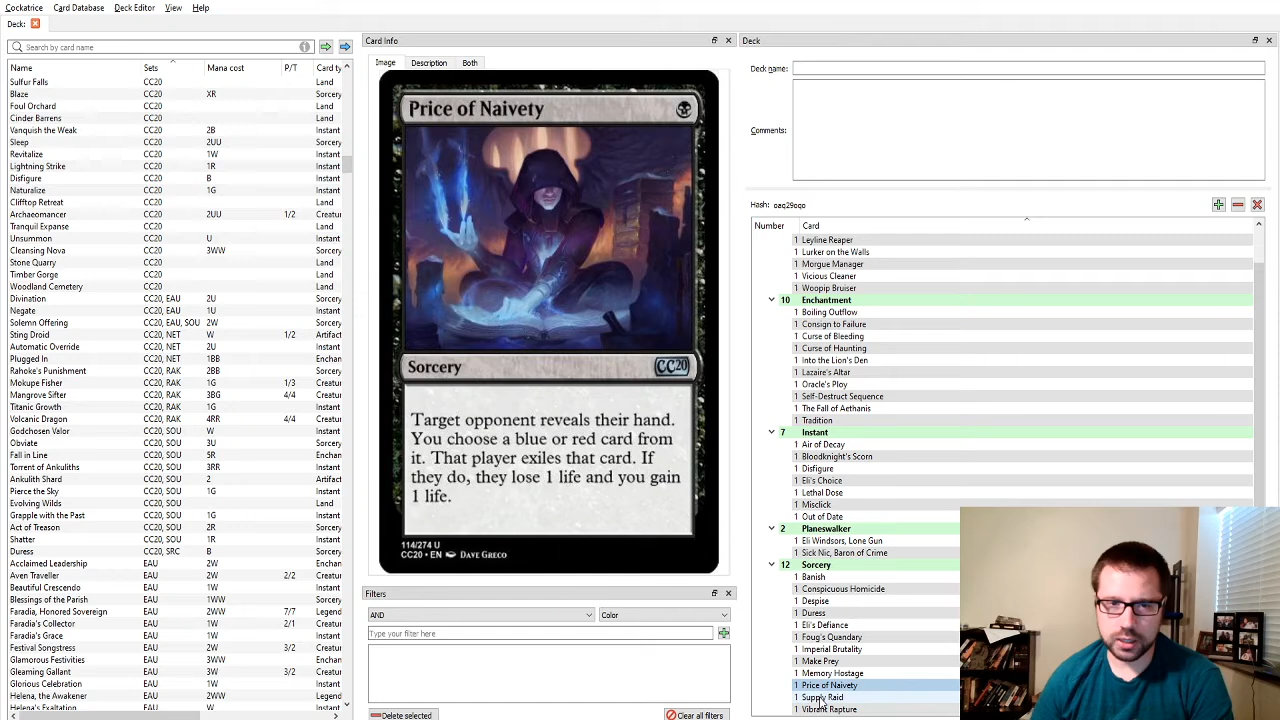 Cockatrice Card Database Deck Editor View Help
Deck:
Search by card name
Name Sets Mana cost P/T Card ty
Sulfur Falls CC20 Land
Blaze CC20 XR Sorcery
Foul Orchard CC20 Land
Cinder Barrens CC20 Land
Vanquish the Weak CC20 2B Instant
Sleep CC20 2UU Sorcery
Revitalize CC20 1W Instant
Lightning Strike CC20 1R Instant
Disfigure CC20 B Instant
Naturalize CC20 1G Instant
Clifftop Retreat CC20 Land
Archaeomancer CC20 2UU 1/2 Creatur
Tranquil Expanse CC20 Land
Unsummon CC20 U Instant
Cleansing Nova CC20 3WW Sorcery
Stone Quarry CC20 Land
Timber Gorge CC20 Land
Woodland Cemetery CC20 Land
Divination CC20, EAU 2U Sorcery
Negate CC20, EAU 1U Instant
Solemn Offering CC20, EAU, SOU 2W Sorcery
Sting Droid CC20, NET W 1/2 Artifact
Automatic Override CC20, NET 2U Instant
Plugged In CC20, NET 1BB Enchan
Rahoke's Punishment CC20, RAK 2BB Sorcery
Mokupe Fisher CC20, RAK 1G 1/3 Creatur
Mangrove Sifter CC20, RAK 3BG 4/4 Creatur
Titanic Growth CC20, RAK 1G Instant
Volcanic Dragon CC20, RAK 4RR 4/4 Creatur
Godchosen Valor CC20, SOU W Instant
Obviate CC20, SOU 3U Instant
Fall in Line CC20, SOU 5R Sorcery
Torrent of Ankuliths CC20, SOU 3RR Instant
Ankulith Shard CC20, SOU 2 Artifact
Pierce the Sky CC20, SOU 1G Instant
Evolving Wilds CC20, SOU Land
Grapple with the Past CC20, SOU 1G Instant
Act of Treason CC20, SOU 2R Sorcery
Shatter CC20, SOU 1R Instant
Duress CC20, SRC B Sorcery
Acclaimed Leadership EAU 2W Enchan
Aven Traveller EAU 2W 2/2 Creatur
Beautiful Crescendo EAU 1W Instant
Blessings of the Parish EAU 1WW Instant
Faradia, Honored Sovereign EAU 2WW 7/7 Legend
Faradia's Collector EAU 1W 2/1 Creatur
Faradia's Grace EAU 1W Instant
Festival Songstress EAU 2W 3/2 Creatur
Glamorous Festivities EAU 3WW Enchan
Gleaming Gallant EAU 2W 3/2 Creatur
Glorious Celebration EAU 1W Instant
Helena, the Awakener EAU 2WW Legend
Helena's Exaltation EAU 2W Instant
Card Info
Image Description Both
Price of Naivety
Sorcery CC20
Target opponent reveals their hand.
You choose a blue or red card from
it. That player exiles that card. If
they do, they lose 1 life and you gain
1 life.
114/274 U
CC20 • EN DAVE GRECO
Filters
AND Color
Type your filter here
Delete selected Clear all filters
Deck
Deck name:
Comments:
Hash: oaq29oqo
Number Card
1 Leyline Reaper
1 Lurker on the Walls
1 Morgue Manager
1 Vicious Cleaner
1 Woopip Bruiser
10 Enchantment
1 Boiling Outflow
1 Consign to Failure
1 Curse of Bleeding
1 Curse of Haunting
1 Into the Lion's Den
1 Lazaire's Altar
1 Oracle's Ploy
1 Self-Destruct Sequence
1 The Fall of Aethanis
1 Tradition
7 Instant
1 Air of Decay
1 Bloodknight's Scorn
1 Disfigure
1 Eli's Choice
1 Lethal Dose
1 Misclick
1 Out of Date
2 Planeswalker
1 Eli Windsors, Lone Gun
1 Sick Nic, Baron of Crime
12 Sorcery
1 Banish
1 Conspicuous Homicide
1 Despise
1 Duress
1 Eli's Defiance
1 Foug's Quandary
1 Imperial Brutality
1 Make Prey
1 Memory Hostage
1 Price of Naivety
1 Supply Raid
1 Vibrant Rapture